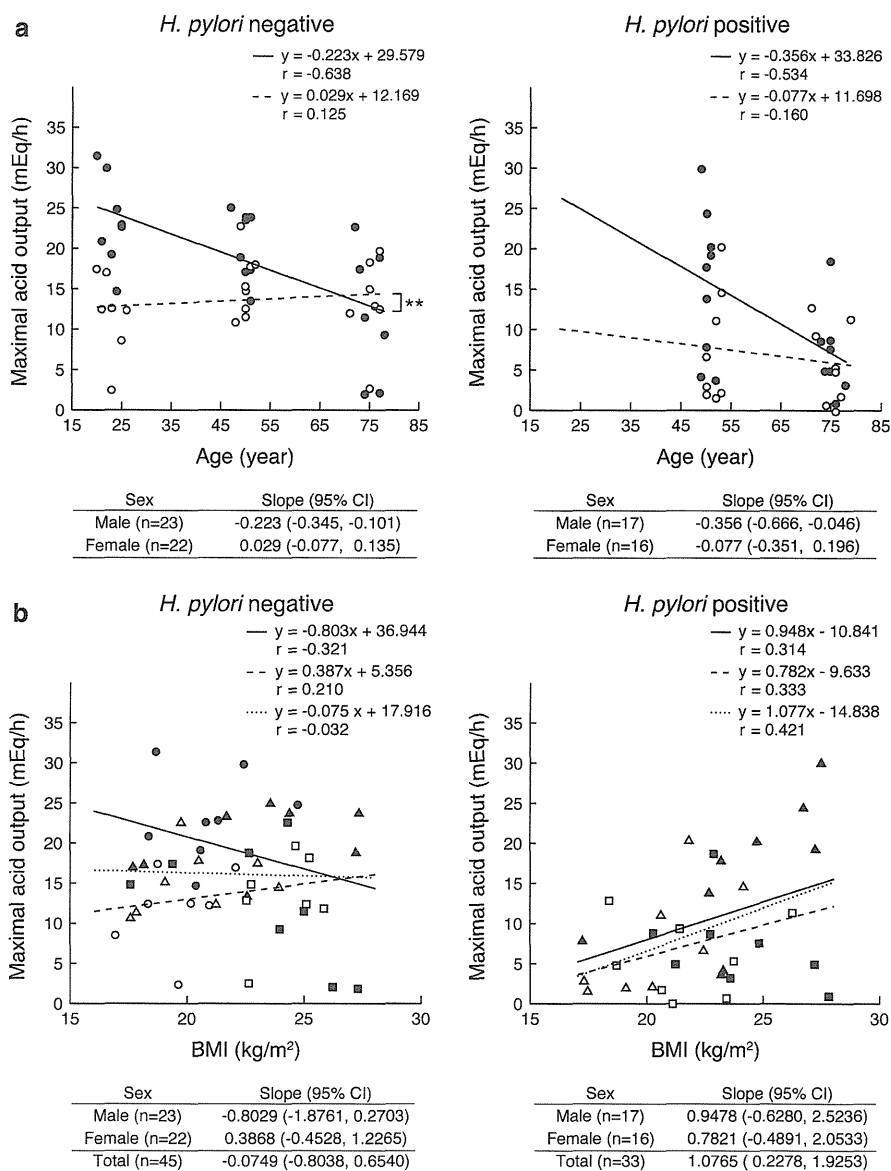 a
H. pylori negative
y = -0.223x + 29.579
r = -0.638
y = 0.029x + 12.169
r = 0.125
Maximal acid output (mEq/h)
35
30
25
20
15
10
5
0
**
15 25 35 45 55 65 75 85
Age (year)
Sex Slope (95% CI)
Male (n=23) -0.223 (-0.345, -0.101)
Female (n=22) 0.029 (-0.077, 0.135)
H. pylori positive
y = -0.356x + 33.826
r = -0.534
y = -0.077x + 11.698
r = -0.160
Maximal acid output (mEq/h)
35
30
25
20
15
10
5
0
15 25 35 45 55 65 75 85
Age (year)
Sex Slope (95% CI)
Male (n=17) -0.356 (-0.666, -0.046)
Female (n=16) -0.077 (-0.351, 0.196)
b
H. pylori negative
y = -0.803x + 36.944
r = -0.321
y = 0.387x + 5.356
r = 0.210
y = -0.075 x + 17.916
r = -0.032
Maximal acid output (mEq/h)
35
30
25
20
15
10
5
0
15 20 25 30
BMI (kg/m²)
Sex Slope (95% CI)
Male (n=23) -0.8029 (-1.8761, 0.2703)
Female (n=22) 0.3868 (-0.4528, 1.2265)
Total (n=45) -0.0749 (-0.8038, 0.6540)
H. pylori positive
y = 0.948x - 10.841
r = 0.314
y = 0.782x - 9.633
r = 0.333
y = 1.077x - 14.838
r = 0.421
Maximal acid output (mEq/h)
35
30
25
20
15
10
5
0
15 20 25 30
BMI (kg/m²)
Sex Slope (95% CI)
Male (n=17) 0.9478 (-0.6280, 2.5236)
Female (n=16) 0.7821 (-0.4891, 2.0533)
Total (n=33) 1.0765 ( 0.2278, 1.9253)